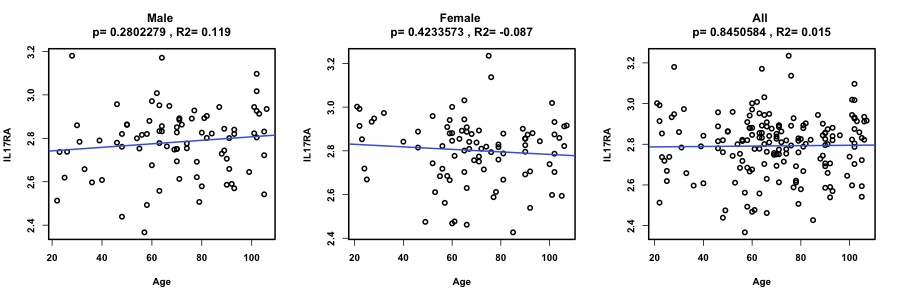 Male
p= 0.2802279 , R2= 0.119
3.2
3.0
2.8
2.6
2.4
IL17RA
20 40 60 80 100
Age
Female
p= 0.4233573 , R2= -0.087
3.2
3.0
2.8
2.6
2.4
IL17RA
20 40 60 80 100
Age
All
p= 0.8450584 , R2= 0.015
3.2
3.0
2.8
2.6
2.4
IL17RA
20 40 60 80 100
Age